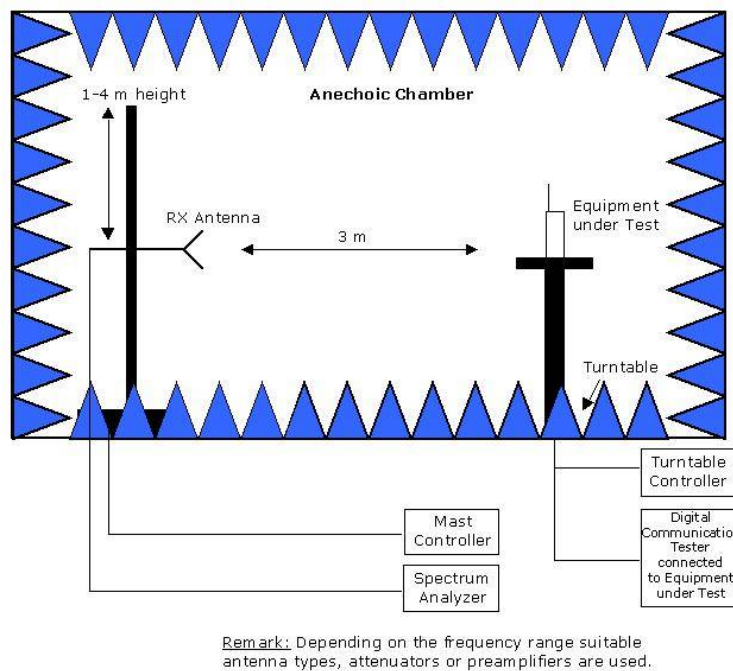 1-4 m height
Anechoic Chamber
RX Antenna
3 m
Equipment
under Test
Turntable
Turntable
Controller
Mast
Controller
Spectrum
Analyzer
Digital
Communicatio
Tester
connected
to Equipment
under Test
Remark: Depending on the frequency range suitable
antenna types, attenuators or preamplifiers are used.